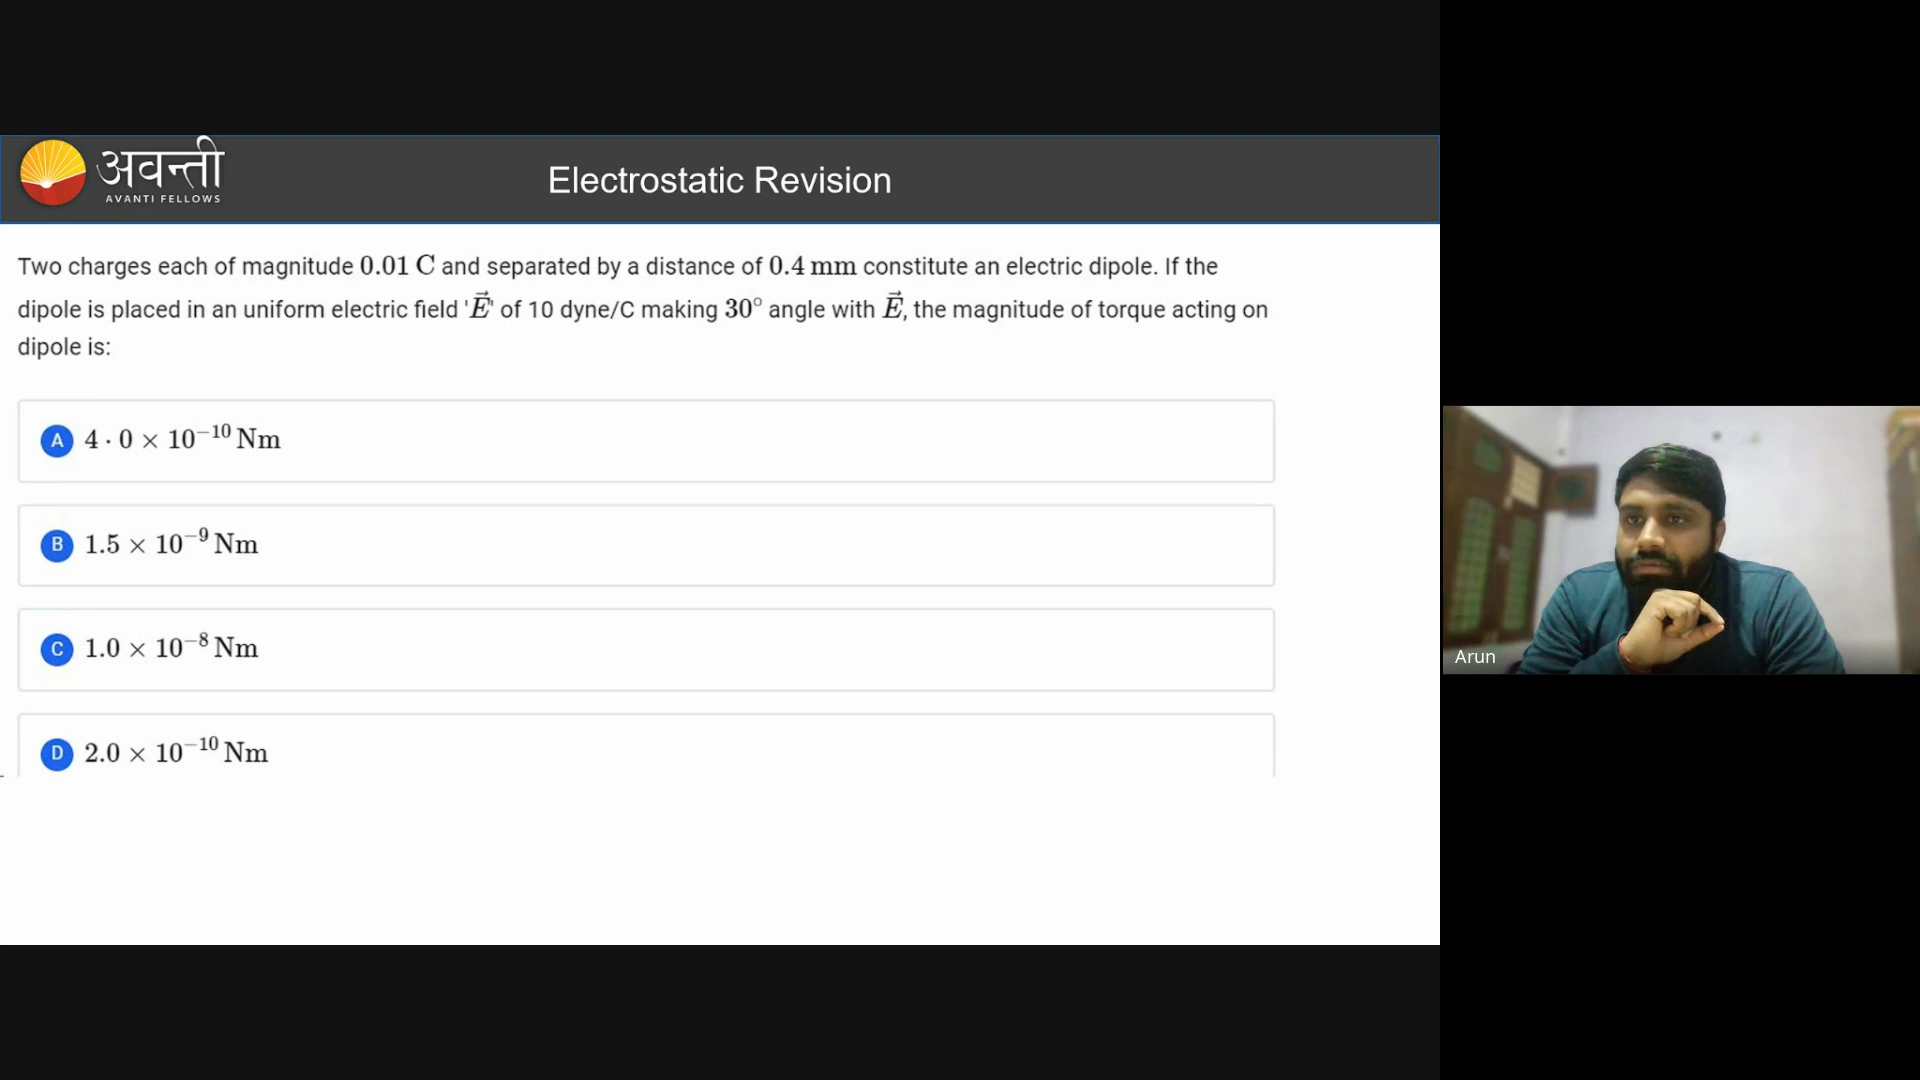 अवन्ती
AVANTI FELLOWS
Electrostatic Revision
Two charges each of magnitude 0.01 C and separated by a distance of 0.4 mm constitute an electric dipole. If the
dipole is placed in an uniform electric field '\(\vec{E}\)' of 10 dyne/C making 30° angle with \(\vec{E}\), the magnitude of torque acting on
dipole is:
A 4 · 0 × 10⁻¹⁰ Nm
B 1.5 × 10⁻⁹ Nm
C 1.0 × 10⁻⁸ Nm
D 2.0 × 10⁻¹⁰ Nm
Arun